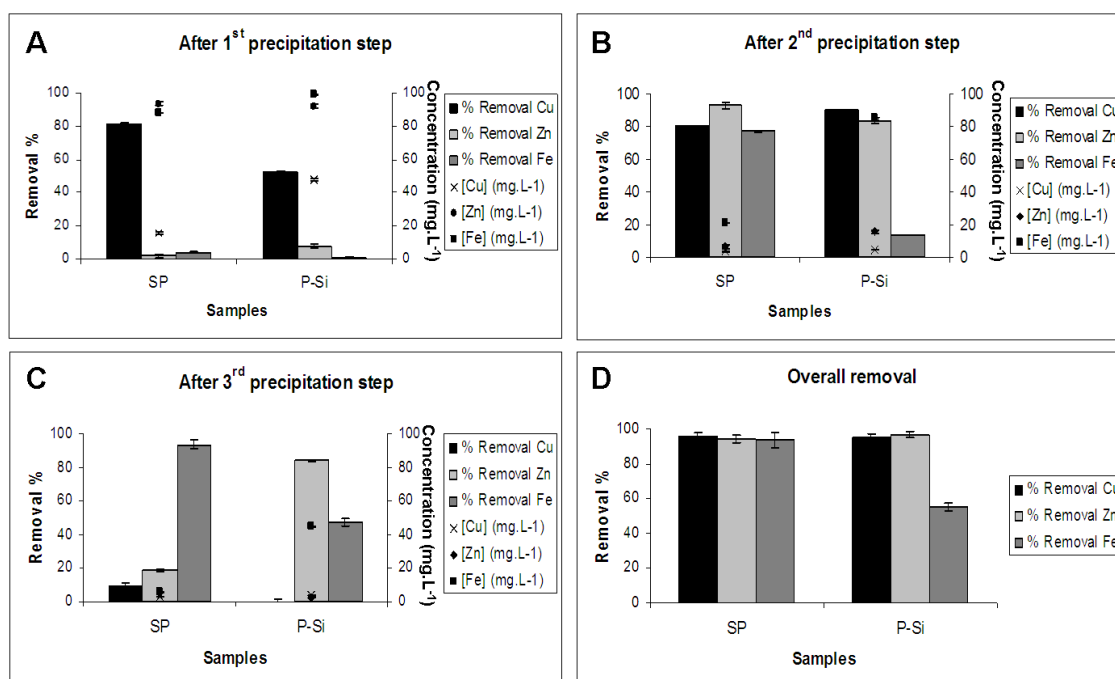 A
After 1st precipitation step
Removal %
100
80
60
40
20
0
SP
P-Si
Samples
100
80
60
40
20
0
Concentration (mg.L-1)
% Removal Cu
% Removal Zn
% Removal Fe
[Cu] (mg.L-1)
[Zn] (mg.L-1)
[Fe] (mg.L-1)
B
After 2nd precipitation step
Removal %
100
80
60
40
20
0
SP
P-Si
Samples
100
80
60
40
20
0
Concentration (mg.L-1)
% Removal Cu
% Removal Zn
% Removal Fe
[Cu] (mg.L-1)
[Zn] (mg.L-1)
[Fe] (mg.L-1)
C
After 3rd precipitation step
Removal %
100
80
60
40
20
0
SP
P-Si
Samples
100
80
60
40
20
0
Concentration (mg.L-1)
% Removal Cu
% Removal Zn
% Removal Fe
[Cu] (mg.L-1)
[Zn] (mg.L-1)
[Fe] (mg.L-1)
D
Overall removal
Removal %
100
80
60
40
20
0
SP
P-Si
Samples
% Removal Cu
% Removal Zn
% Removal Fe